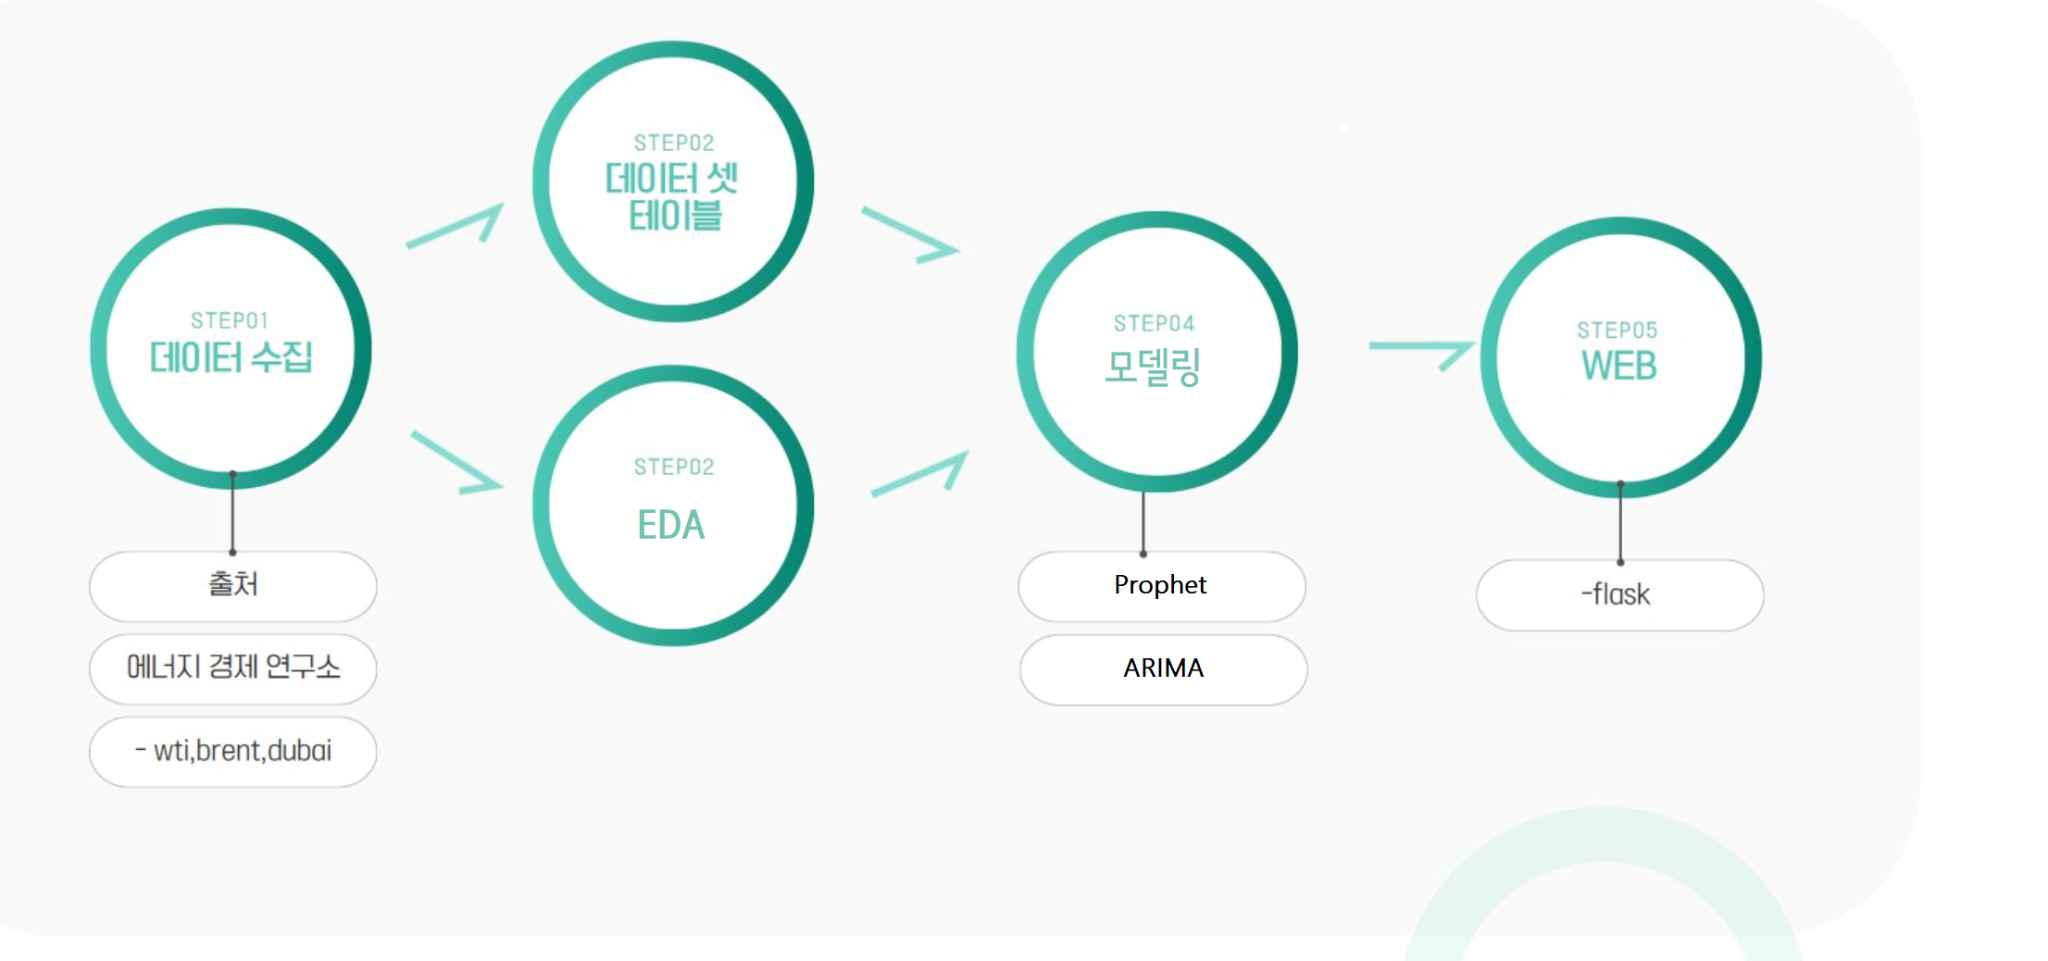 STEP01
데이터 수집
출처
에너지 경제 연구소
- wti,brent,dubai
STEP02
데이터 셋
테이블
STEP02
EDA
STEP04
모델링
Prophet
ARIMA
STEP05
WEB
-flask